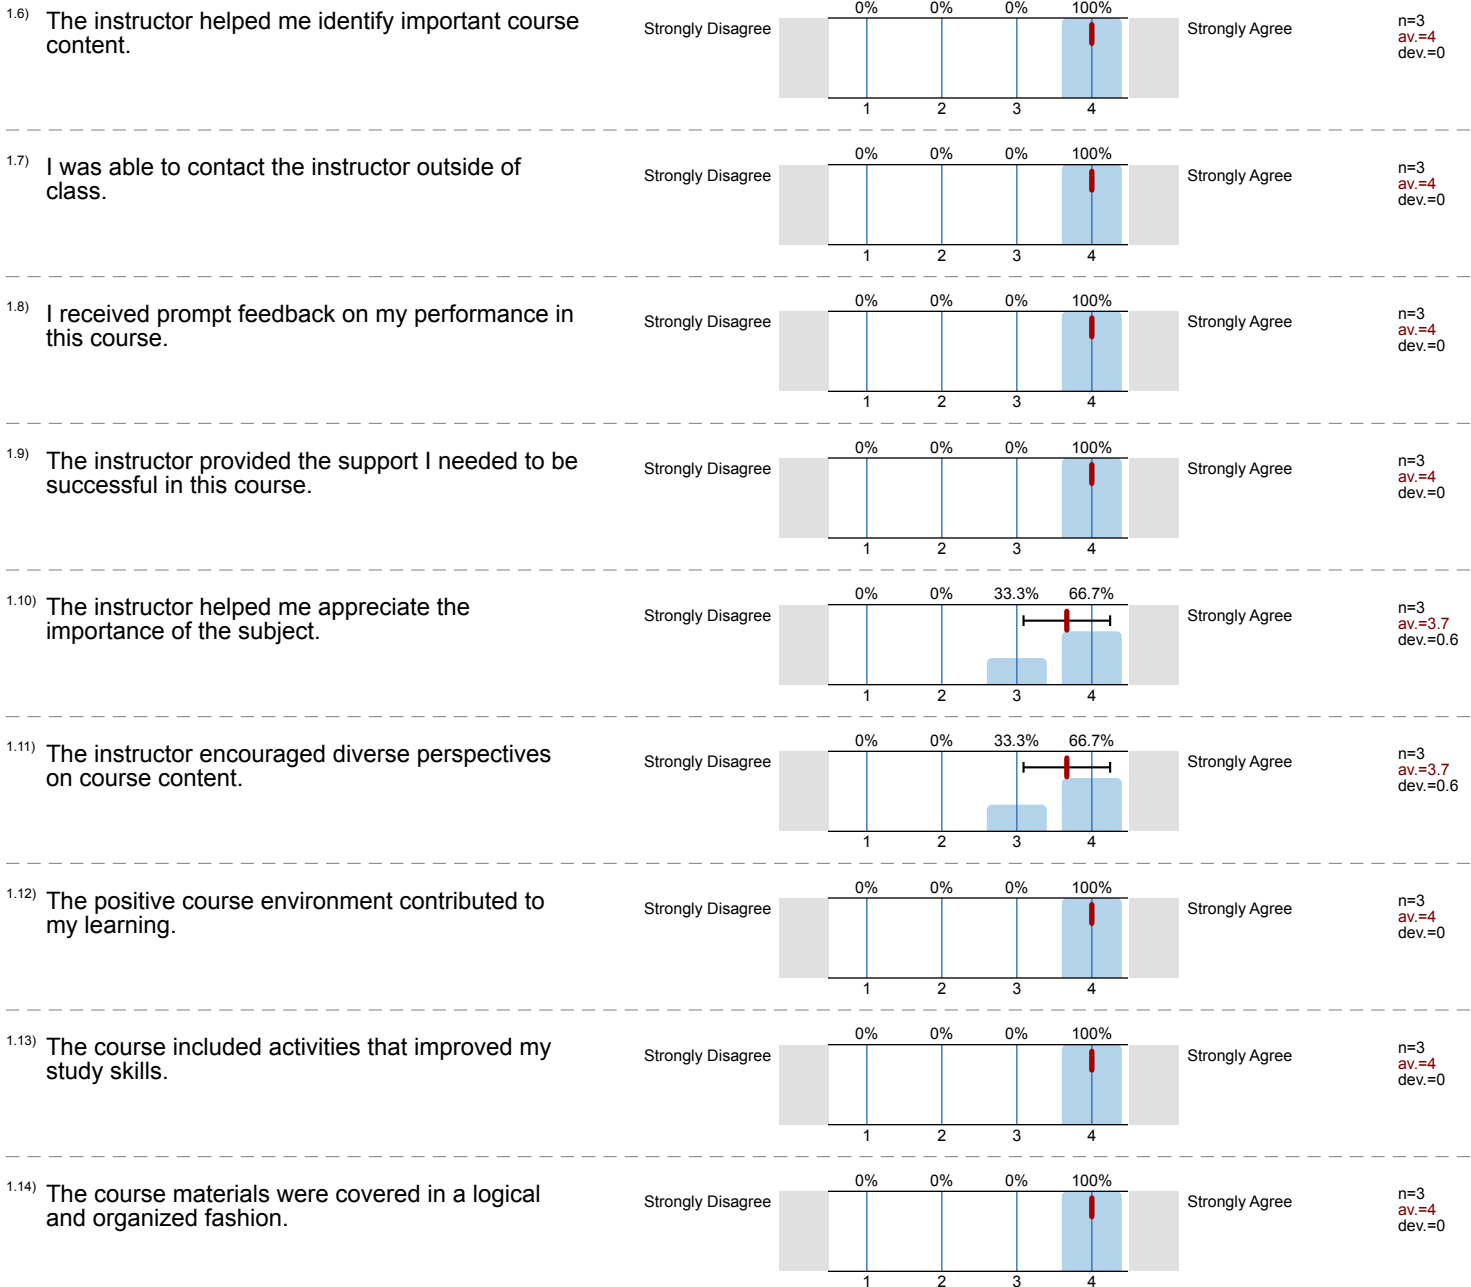 1.6) The instructor helped me identify important course
content.
Strongly Disagree
0% 0% 0% 100%
1 2 3 4
Strongly Agree
n=3
av.=4
dev.=0
1.7) I was able to contact the instructor outside of
class.
Strongly Disagree
0% 0% 0% 100%
1 2 3 4
Strongly Agree
n=3
av.=4
dev.=0
1.8) I received prompt feedback on my performance in
this course.
Strongly Disagree
0% 0% 0% 100%
1 2 3 4
Strongly Agree
n=3
av.=4
dev.=0
1.9) The instructor provided the support I needed to be
successful in this course.
Strongly Disagree
0% 0% 0% 100%
1 2 3 4
Strongly Agree
n=3
av.=4
dev.=0
1.10) The instructor helped me appreciate the
importance of the subject.
Strongly Disagree
0% 0% 33.3% 66.7%
1 2 3 4
Strongly Agree
n=3
av.=3.7
dev.=0.6
1.11) The instructor encouraged diverse perspectives
on course content.
Strongly Disagree
0% 0% 33.3% 66.7%
1 2 3 4
Strongly Agree
n=3
av.=3.7
dev.=0.6
1.12) The positive course environment contributed to
my learning.
Strongly Disagree
0% 0% 0% 100%
1 2 3 4
Strongly Agree
n=3
av.=4
dev.=0
1.13) The course included activities that improved my
study skills.
Strongly Disagree
0% 0% 0% 100%
1 2 3 4
Strongly Agree
n=3
av.=4
dev.=0
1.14) The course materials were covered in a logical
and organized fashion.
Strongly Disagree
0% 0% 0% 100%
1 2 3 4
Strongly Agree
n=3
av.=4
dev.=0